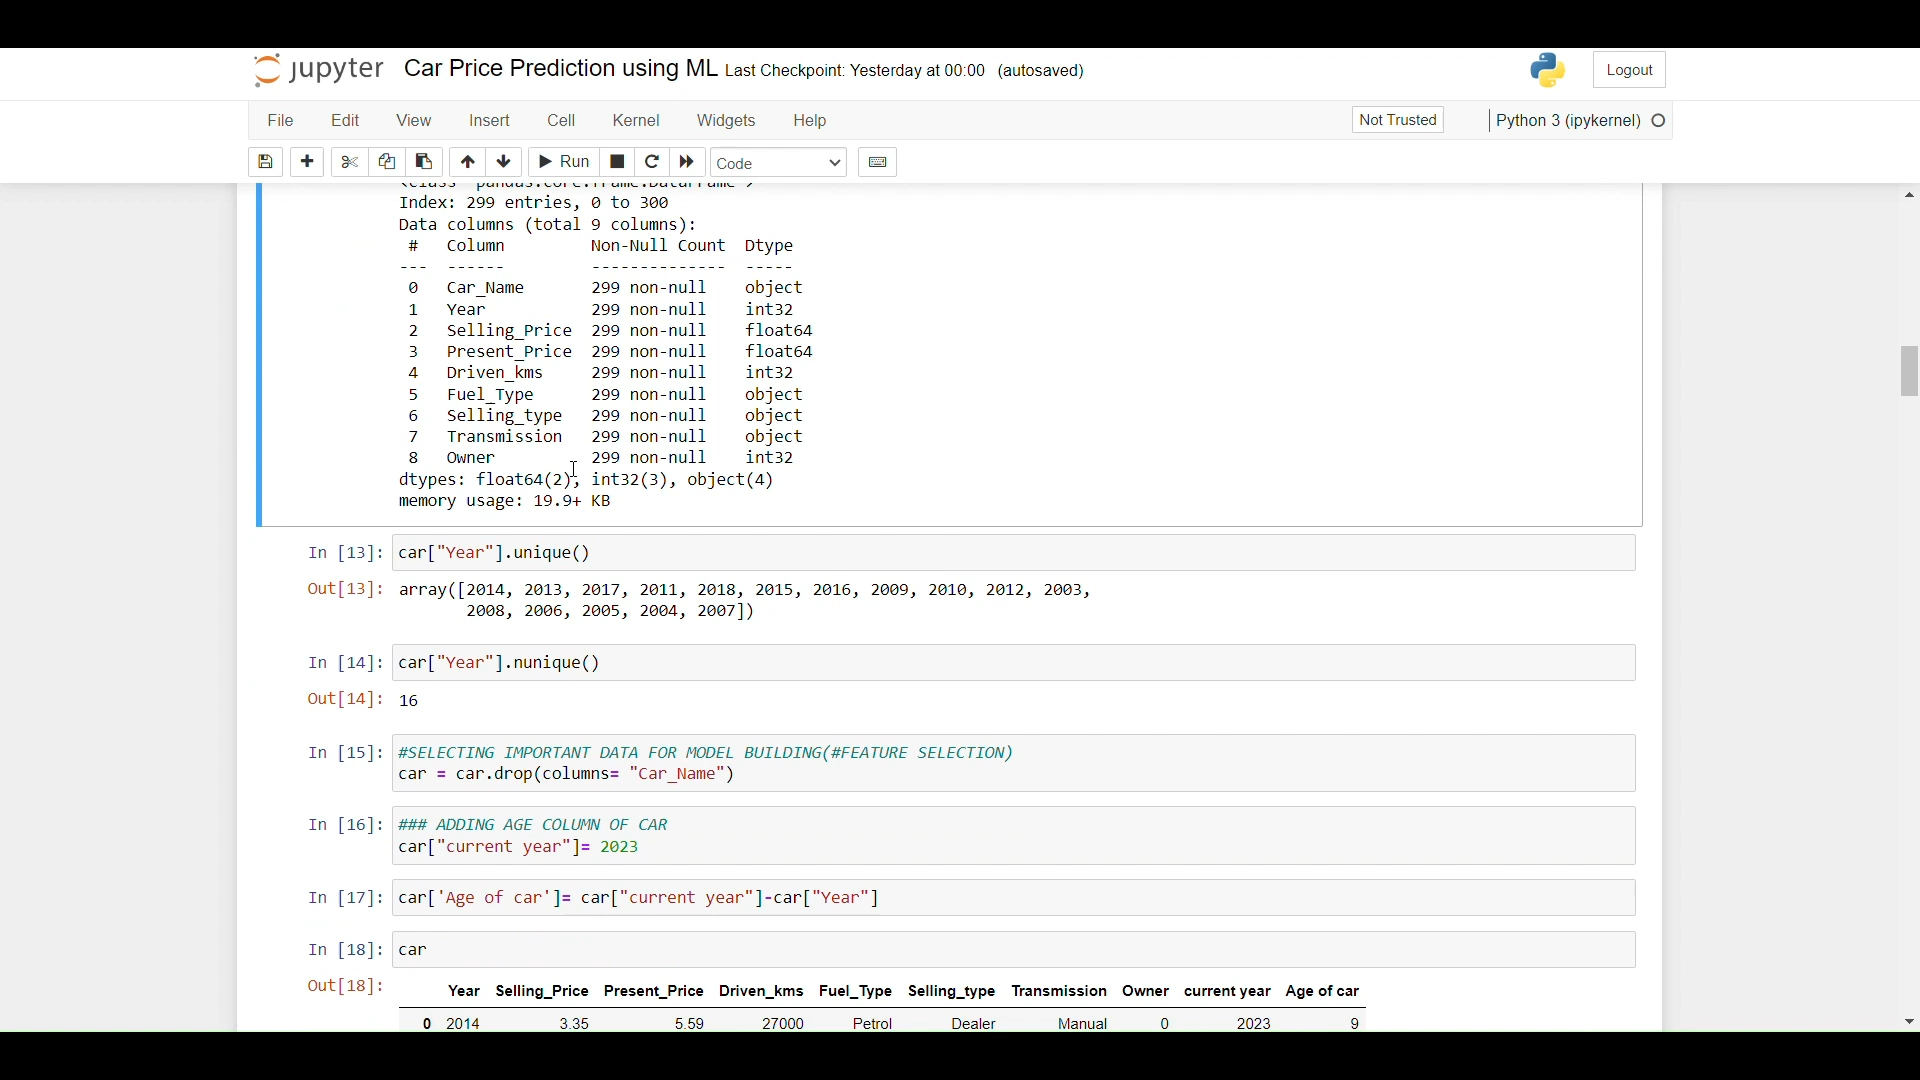 jupyter Car Price Prediction using ML Last Checkpoint: Yesterday at 00:00 (autosaved) Logout
File Edit View Insert Cell Kernel Widgets Help Not Trusted Python 3 (ipykernel)
Run Code
<class 'pandas.core.frame.DataFrame'>
Index: 299 entries, 0 to 300
Data columns (total 9 columns):
# Column Non-Null Count Dtype
--- ------ -------------- -----
0 Car_Name 299 non-null object
1 Year 299 non-null int32
2 Selling_Price 299 non-null float64
3 Present_Price 299 non-null float64
4 Driven_kms 299 non-null int32
5 Fuel_Type 299 non-null object
6 Selling_type 299 non-null object
7 Transmission 299 non-null object
8 Owner 299 non-null int32
dtypes: float64(2), int32(3), object(4)
memory usage: 19.9+ KB
In [13]: car["Year"].unique()
Out[13]: array([2014, 2013, 2017, 2011, 2018, 2015, 2016, 2009, 2010, 2012, 2003,
2008, 2006, 2005, 2004, 2007])
In [14]: car["Year"].nunique()
Out[14]: 16
In [15]: #SELECTING IMPORTANT DATA FOR MODEL BUILDING(#FEATURE SELECTION)
car = car.drop(columns= "Car_Name")
In [16]: ### ADDING AGE COLUMN OF CAR
car["current year"]= 2023
In [17]: car['Age of car']= car["current year"]-car["Year"]
In [18]: car
Out[18]: Year Selling_Price Present_Price Driven_kms Fuel_Type Selling_type Transmission Owner current year Age of car
0 2014 3.35 5.59 27000 Petrol Dealer Manual 0 2023 9